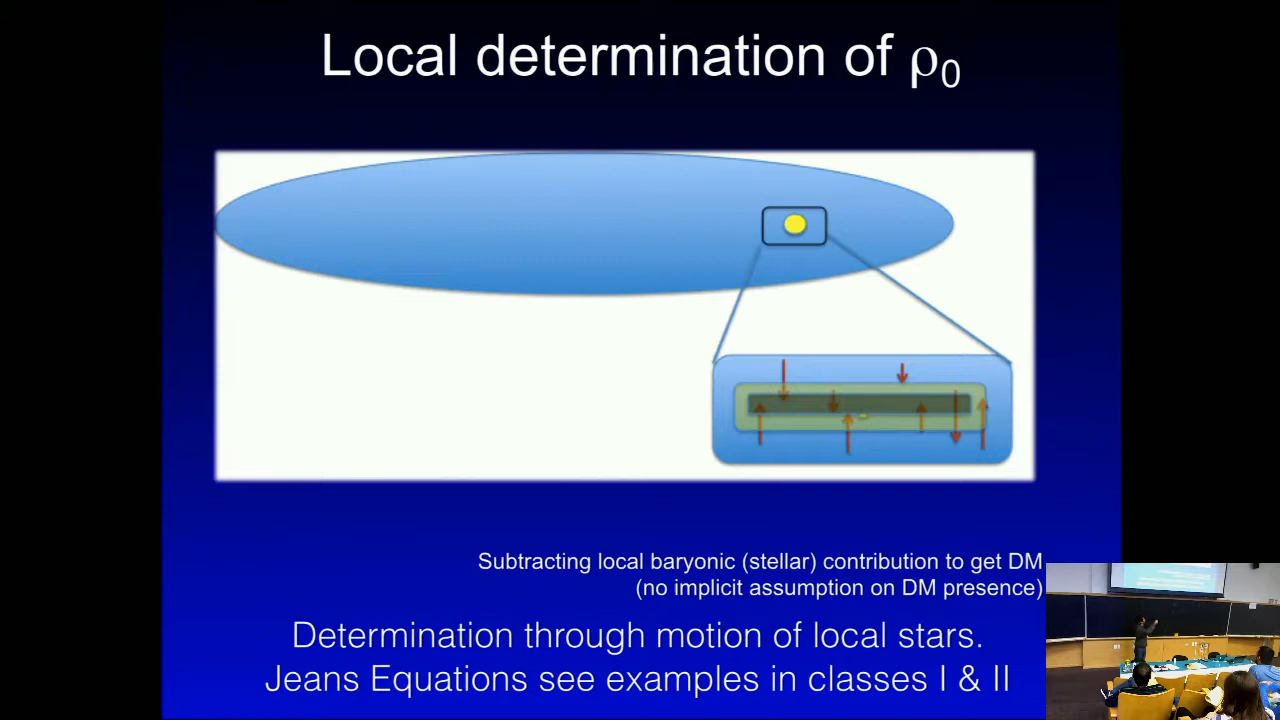 Local determination of ρ₀
Subtracting local baryonic (stellar) contribution to get DM
(no implicit assumption on DM presence)
Determination through motion of local stars.
Jeans Equations see examples in classes I & II